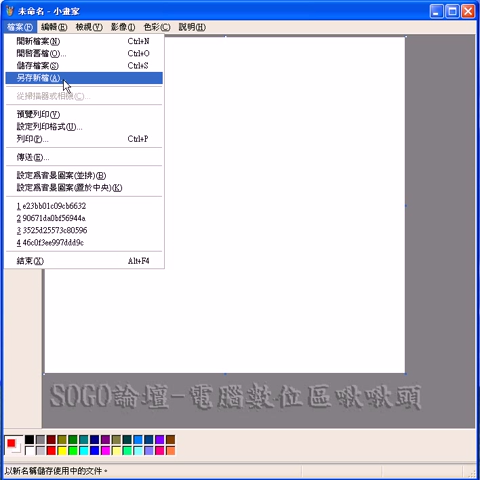 未命名 - 小畫家
檔案(F) 編輯(E) 檢視(V) 影像(I) 色彩(C) 說明(H)
開新檔案(N) Ctrl+N
開啟舊檔(O)... Ctrl+O
儲存檔案(S) Ctrl+S
另存新檔(A)...
從掃描器或相機(C)...
預覽列印(V)
設定列印格式(U)...
列印(P)... Ctrl+P
傳送(E)...
設定為背景圖案(並排)(B)
設定為背景圖案(置於中央)(K)
1 e23bb01c09cb6632
2 90671da0bf56944a
3 3525d25573c80596
4 46c0f3ee997ddd9c
結束(X) Alt+F4
SOGO論壇-電腦數位區啾啾頭
以新名稱儲存使用中的文件。